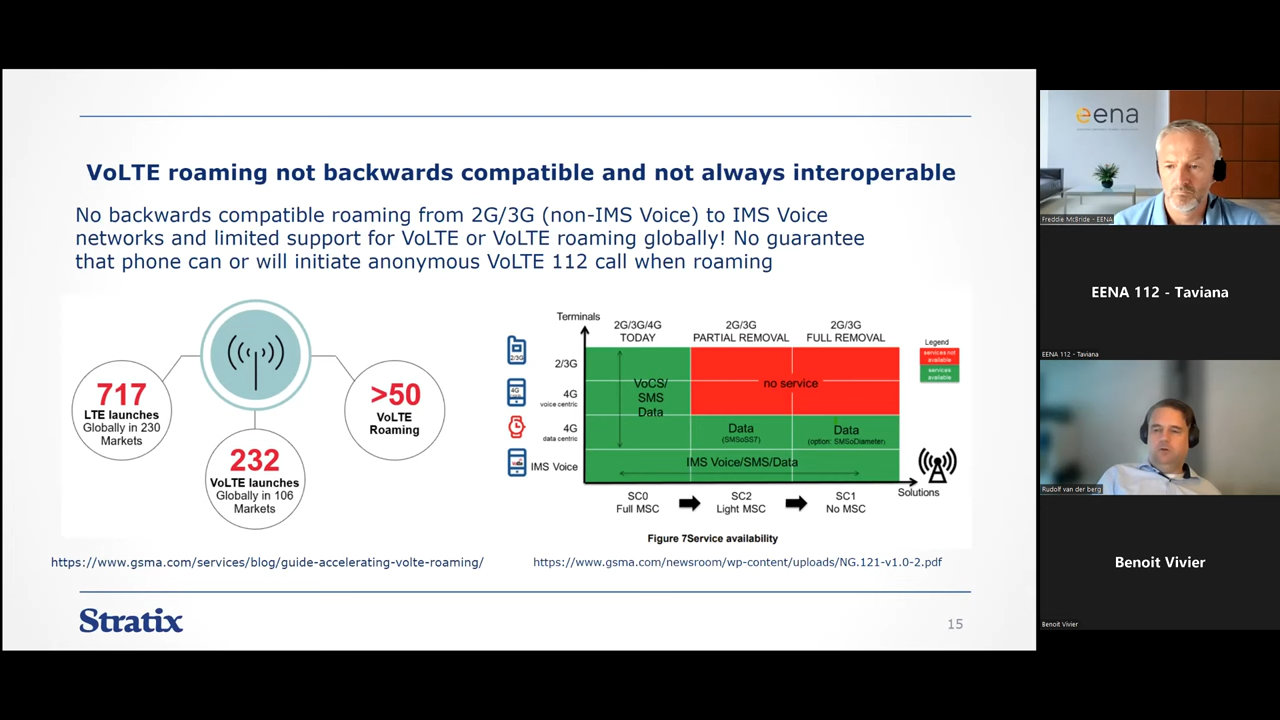 VoLTE roaming not backwards compatible and not always interoperable
No backwards compatible roaming from 2G/3G (non-IMS Voice) to IMS Voice
networks and limited support for VoLTE or VoLTE roaming globally! No guarantee
that phone can or will initiate anonymous VoLTE 112 call when roaming
717
LTE launches
Globally in 230
Markets
232
VoLTE launches
Globally in 106
Markets
>50
VoLTE
Roaming
Terminals
2G/3G/4G
TODAY
2G/3G
PARTIAL REMOVAL
2G/3G
FULL REMOVAL
Legend
services not
available
services
available
2/3G
2/3G
4G
4G
voice centric
4G
data centric
IMS Voice
VoCS/
SMS
Data
no service
Data
(SMSoSS7)
Data
(option: SMSoDiameter)
IMS Voice/SMS/Data
SC0
Full MSC
SC2
Light MSC
SC1
No MSC
Solutions
Figure 7Service availability
https://www.gsma.com/services/blog/guide-accelerating-volte-roaming/
https://www.gsma.com/newsroom/wp-content/uploads/NG.121-v1.0-2.pdf
Stratix
15
eena
Freddie McBride - EENA
EENA 112 - Taviana
EENA 112 - Taviana
Rudolf van der berg
Benoit Vivier
Benoit Vivier